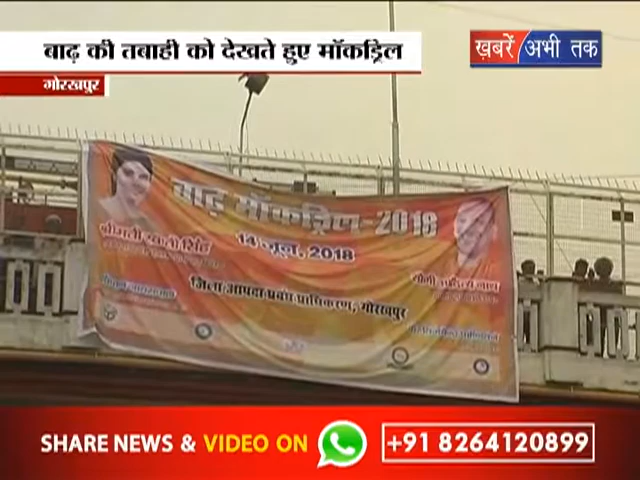 बाढ़ की तबाही को देखते हुए मॉकड्रिल
ख़बरें अभी तक
गोरखपुर
बाढ़ मॉकड्रिल-2018
14 जून, 2018
जिला आपदा प्रबंध प्राधिकरण, गोरखपुर
SHARE NEWS & VIDEO ON
+91 8264120899